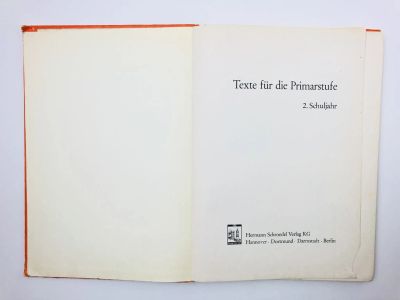 Texte für die Primarstufe
2. Schuljahr
Hermann Schroedel Verlag KG
Hannover · Dortmund · Darmstadt · Berlin